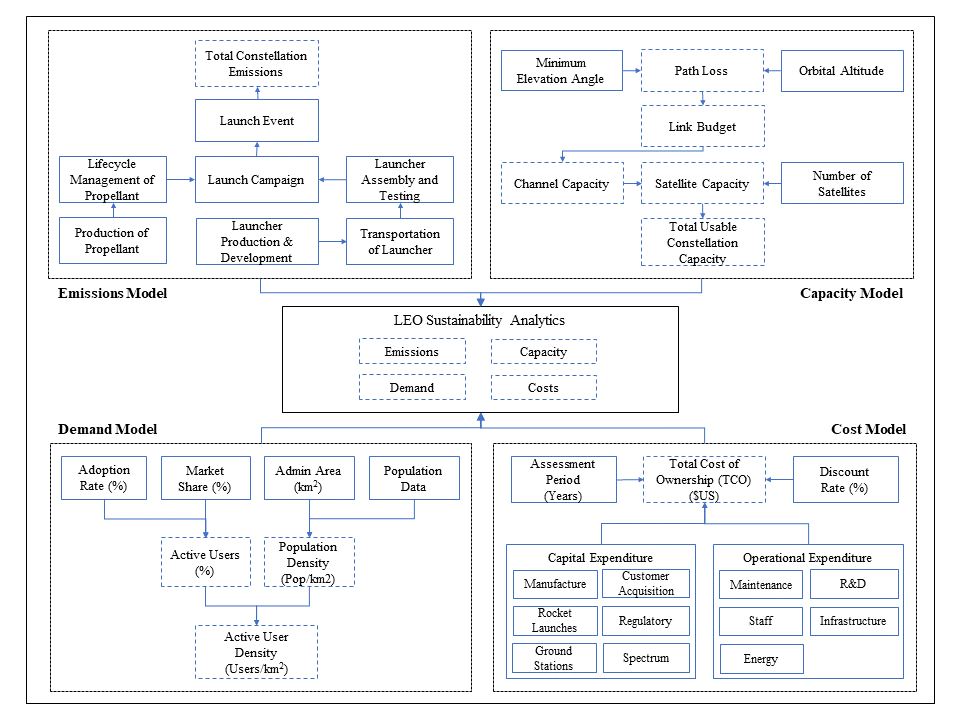 Total Constellation
Emissions
Launch Event
Lifecycle
Management of
Propellant
Launch Campaign
Launcher
Assembly and
Testing
Production of
Propellant
Launcher
Production &
Development
Transportation
of Launcher
Emissions Model
Minimum
Elevation Angle
Path Loss
Orbital Altitude
Link Budget
Channel Capacity
Satellite Capacity
Number of
Satellites
Total Usable
Constellation
Capacity
Capacity Model
LEO Sustainability Analytics
Emissions
Capacity
Demand
Costs
Demand Model
Adoption
Rate (%)
Market
Share (%)
Admin Area
(km²)
Population
Data
Active Users
(%)
Population
Density
(Pop/km2)
Active User
Density
(Users/km²)
Cost Model
Assessment
Period
(Years)
Total Cost of
Ownership (TCO)
($US)
Discount
Rate (%)
Capital Expenditure
Manufacture
Customer
Acquisition
Rocket
Launches
Regulatory
Ground
Stations
Spectrum
Operational Expenditure
Maintenance
R&D
Staff
Infrastructure
Energy